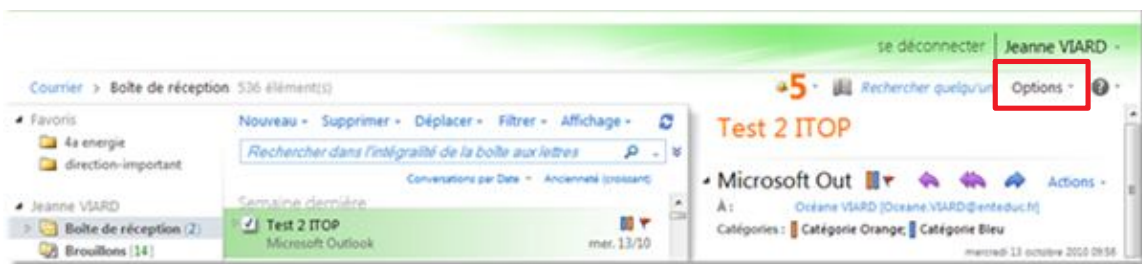 se déconnecter Jeanne VIARD
Courrier > Boîte de réception 536 élément(s)
5 Rechercher quelqu'un Options
Favoris
4a energie
direction-important
Jeanne VIARD
Boîte de réception (2)
Brouillons [14]
Nouveau Supprimer Déplacer Filtrer Affichage
Rechercher dans l'intégralité de la boîte aux lettres
Conversations par Date Ancienneté (croissant)
Semaine dernière
Test 2 ITOP
Microsoft Outlook mer. 13/10
Test 2 ITOP
Microsoft Out Actions
À : Océane VIARD [Oceane.VIARD@enteduc.fr]
Catégories : Catégorie Orange; Catégorie Bleu
mercredi 13 octobre 2010 09:56